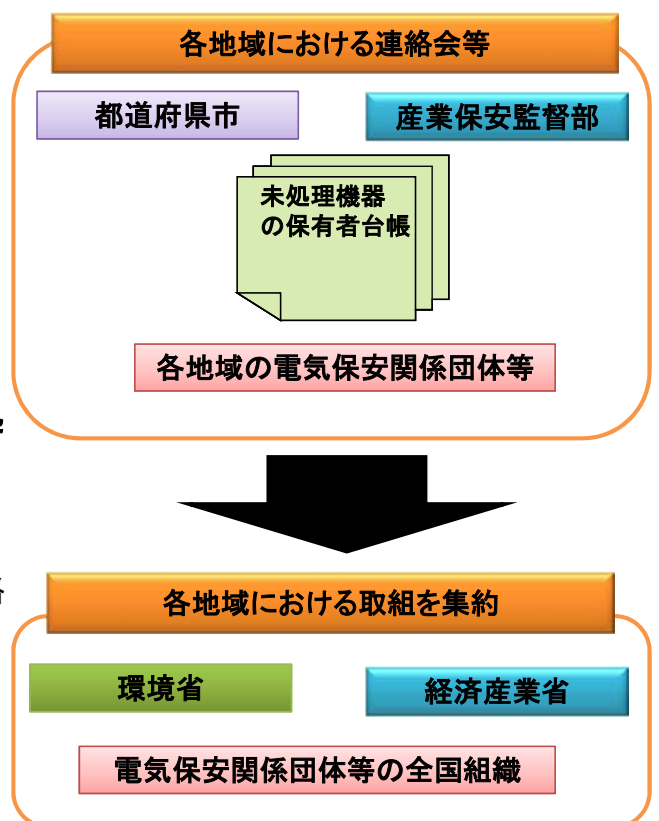 各地域における連絡会等
都道府県市
産業保安監督部
未処理機器
の保有者台帳
各地域の電気保安関係団体等
各地域における取組を集約
環境省
経済産業省
電気保安関係団体等の全国組織